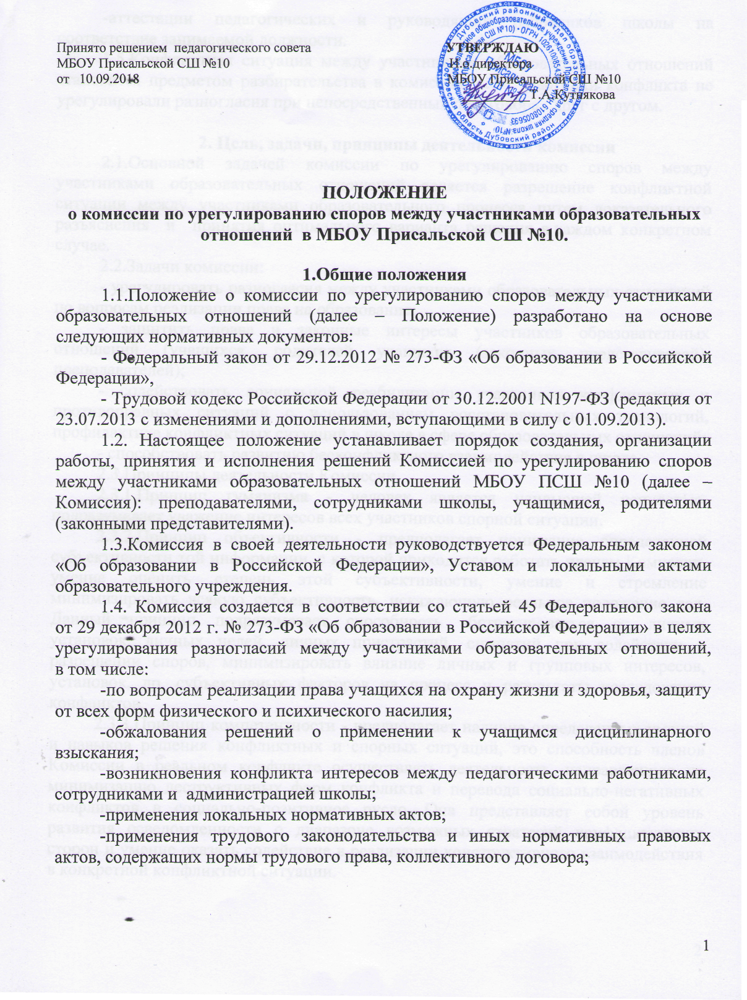 Принято решением  педагогического совета
МБОУ Присальской СШ №10
от   10.09.2018
УТВЕРЖДАЮ
И.о.директора
МБОУ Присальской СШ №10
Т.А.Кутнякова
ПОЛОЖЕНИЕ
о комиссии по урегулированию споров между участниками образовательных
отношений  в МБОУ Присальской СШ №10.
1.Общие положения
1.1.Положение о комиссии по урегулированию споров между участниками
образовательных отношений (далее – Положение) разработано на основе
следующих нормативных документов:
- Федеральный закон от 29.12.2012 № 273-ФЗ «Об образовании в Российской
Федерации»,
- Трудовой кодекс Российской Федерации от 30.12.2001 N197-ФЗ (редакция от
23.07.2013 с изменениями и дополнениями, вступающими в силу с 01.09.2013).
1.2. Настоящее положение устанавливает порядок создания, организации
работы, принятия и исполнения решений Комиссией по урегулированию споров
между участниками образовательных отношений МБОУ ПСШ №10 (далее –
Комиссия): преподавателями, сотрудниками школы, учащимися, родителями
(законными представителями).
1.3.Комиссия в своей деятельности руководствуется Федеральным законом
«Об образовании в Российской Федерации», Уставом и локальными актами
образовательного учреждения.
1.4. Комиссия создается в соответствии со статьей 45 Федерального закона
от 29 декабря 2012 г. № 273-ФЗ «Об образовании в Российской Федерации» в целях
урегулирования разногласий между участниками образовательных отношений,
в том числе:
-по вопросам реализации права учащихся на охрану жизни и здоровья, защиту
от всех форм физического и психического насилия;
-обжалования решений о применении к учащимся дисциплинарного
взыскания;
-возникновения конфликта интересов между педагогическими работниками,
сотрудниками и  администрацией школы;
-применения локальных нормативных актов;
-применения трудового законодательства и иных нормативных правовых
актов, содержащих нормы трудового права, коллективного договора;
1